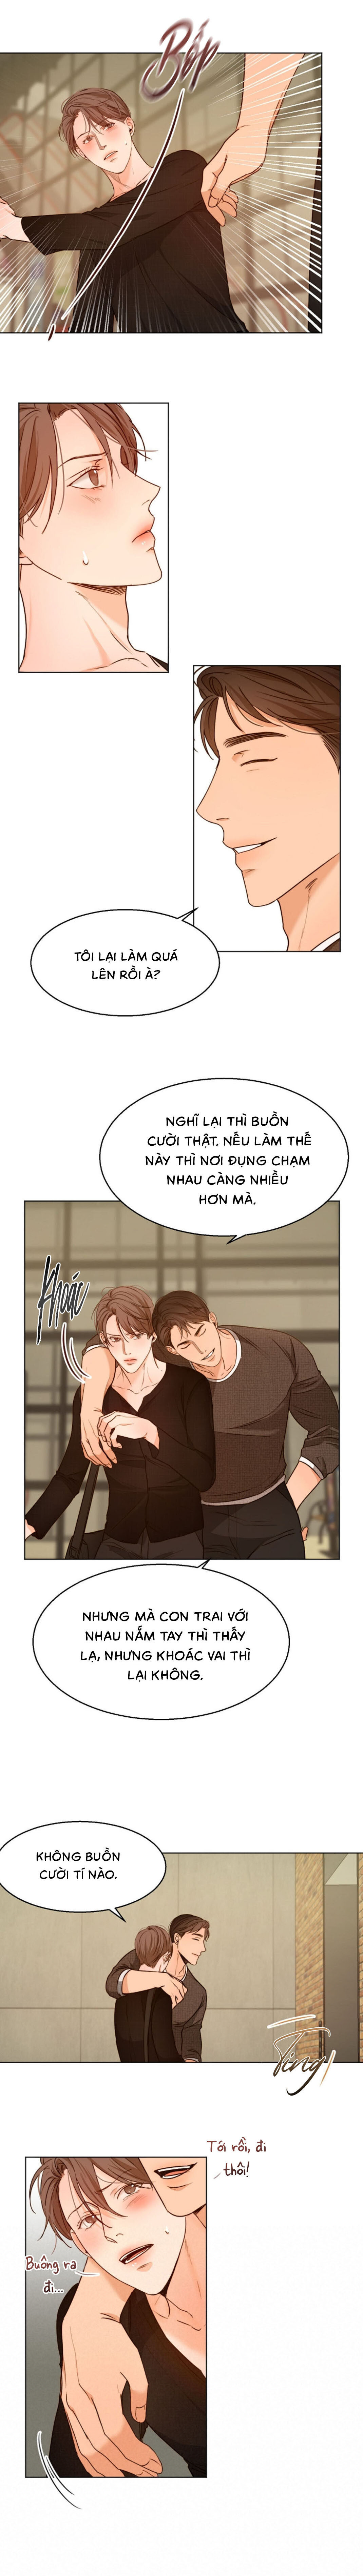 Bốp
TÔI LẠI LÀM QUÁ
LÊN RỒI À?
NGHĨ LẠI THÌ BUỒN
CƯỜI THẬT. NẾU LÀM THẾ
NÀY THÌ NƠI ĐỤNG CHẠM
NHAU CÀNG NHIỀU
HƠN MÀ.
Khoác
NHƯNG MÀ CON TRAI VỚI
NHAU NẮM TAY THÌ THẤY
LẠ, NHƯNG KHOÁC VAI THÌ
LẠI KHÔNG.
KHÔNG BUỒN
CƯỜI TÍ NÀO.
Ting
Tới rồi, đi
thôi!
Buông ra
đi...